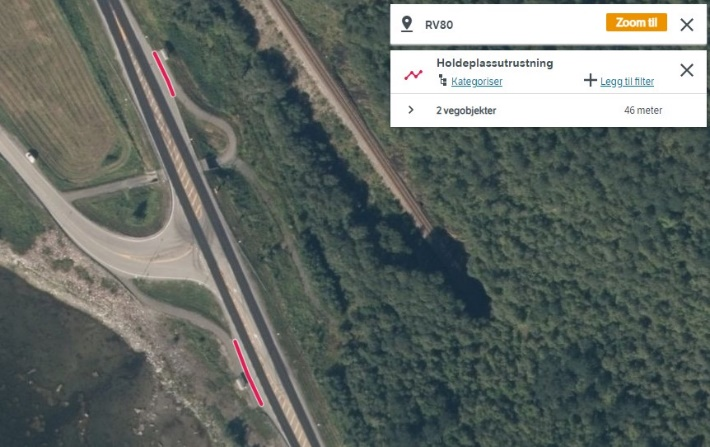 RV80 Zoom til
Holdeplassutrustning
Kategoriser Legg til filter
2 vegobjekter 46 meter